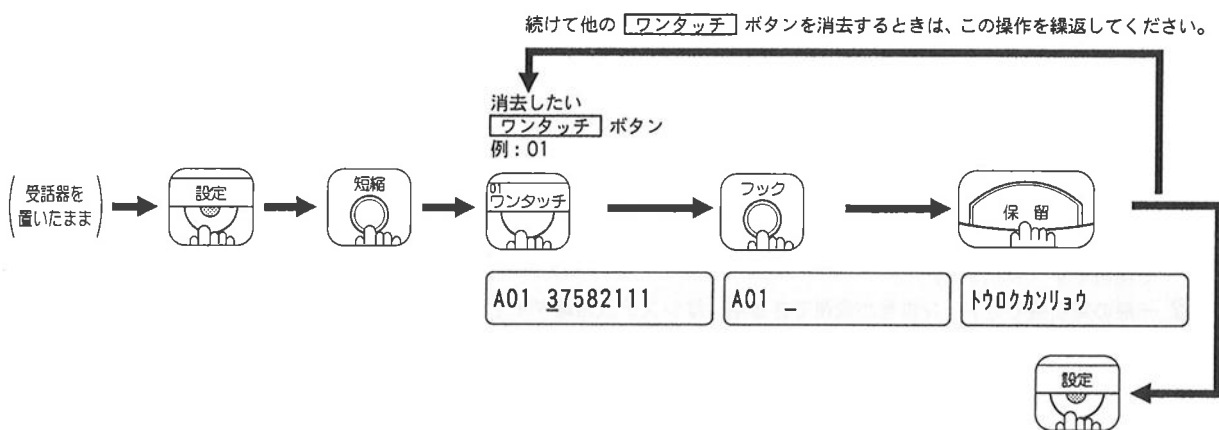 続けて他の ワンタッチ ボタンを消去するときは、この操作を繰返してください。
消去したい
ワンタッチ ボタン
例：01
受話器を
置いたまま
設定
短縮
01
ワンタッチ
フック
保 留
A01 37582111
A01 _
ﾄｳﾛｸｶﾝﾘｮｳ
設定